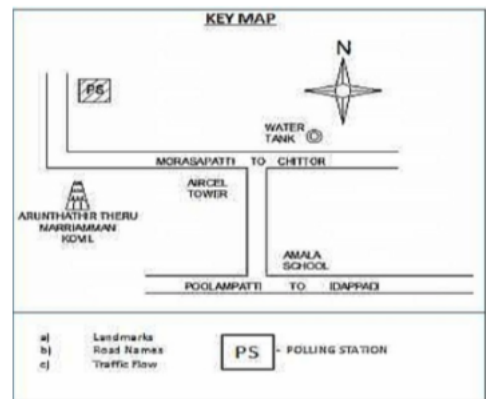 KEY MAP
N
PS
WATER
TANK
MORASAPATTI TO CHITTOR
AIRCEL
TOWER
ARUNTHATHIR THERU
MARRIAMMAN
KOVIL
AMALA
SCHOOL
POOLAMPATTI TO IDAPPADI
a) Landmarks
b) Road Names
c) Traffic Flow
PS - POLLING STATION